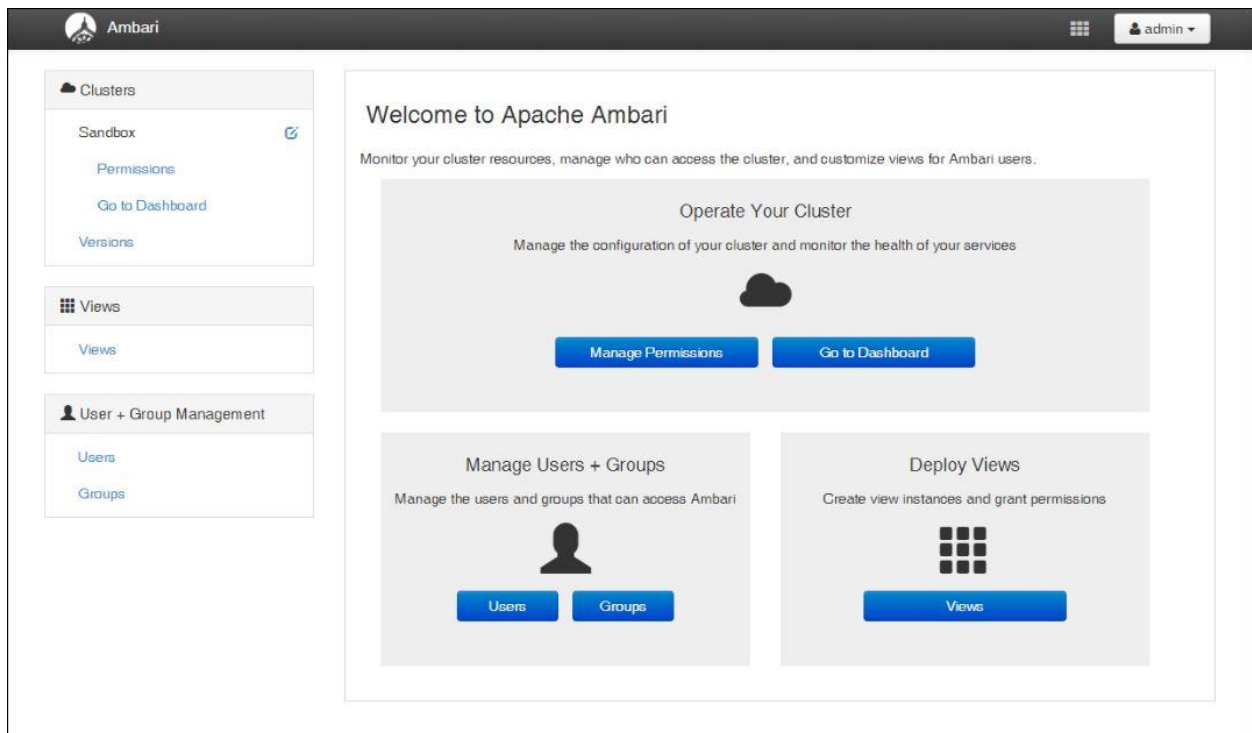 Ambari
admin
Clusters
Sandbox
Permissions
Go to Dashboard
Versions
Views
Views
User + Group Management
Users
Groups
Welcome to Apache Ambari
Monitor your cluster resources, manage who can access the cluster, and customize views for Ambari users.
Operate Your Cluster
Manage the configuration of your cluster and monitor the health of your services
Manage Permissions
Go to Dashboard
Manage Users + Groups
Manage the users and groups that can access Ambari
Users
Groups
Deploy Views
Create view instances and grant permissions
Views